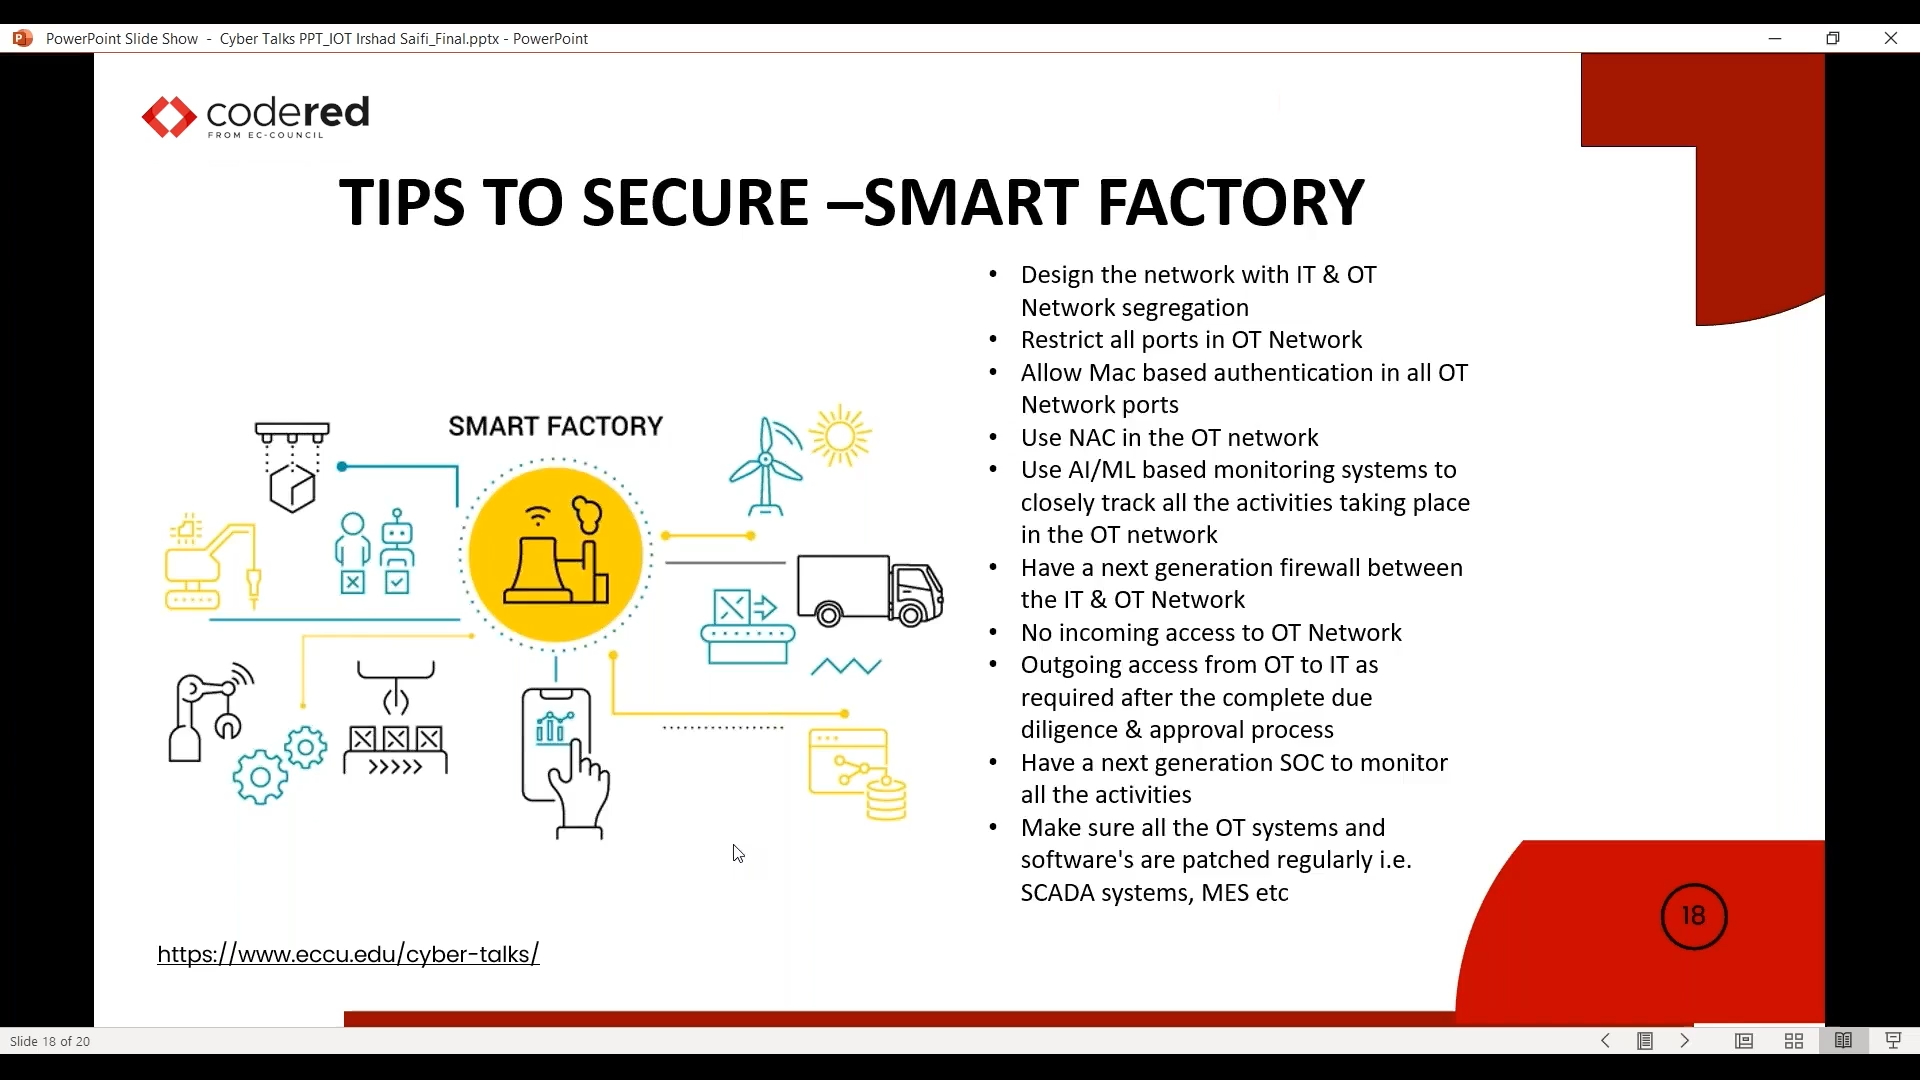 PowerPoint Slide Show - Cyber Talks PPT_IOT Irshad Saifi_Final.pptx - PowerPoint
codered
FROM EC-COUNCIL
TIPS TO SECURE –SMART FACTORY
SMART FACTORY
• Design the network with IT & OT
Network segregation
• Restrict all ports in OT Network
• Allow Mac based authentication in all OT
Network ports
• Use NAC in the OT network
• Use AI/ML based monitoring systems to
closely track all the activities taking place
in the OT network
• Have a next generation firewall between
the IT & OT Network
• No incoming access to OT Network
• Outgoing access from OT to IT as
required after the complete due
diligence & approval process
• Have a next generation SOC to monitor
all the activities
• Make sure all the OT systems and
software's are patched regularly i.e.
SCADA systems, MES etc
18
https://www.eccu.edu/cyber-talks/
Slide 18 of 20